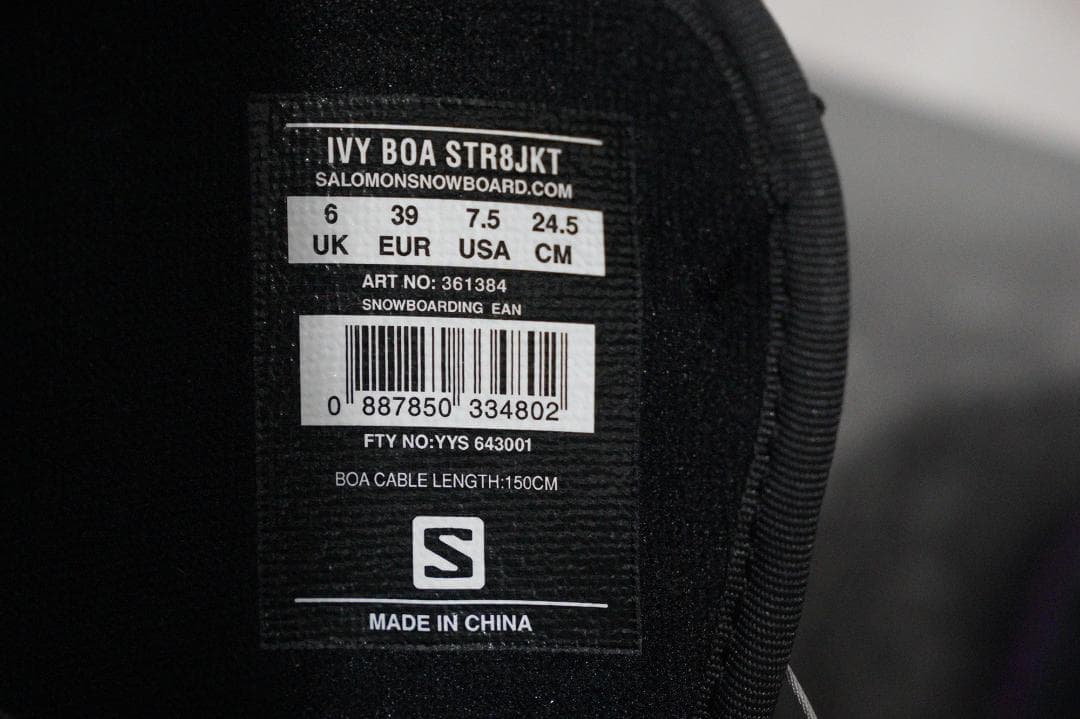 IVY BOA STR8JKT
SALOMONSNOWBOARD.COM
6 39 7.5 24.5
UK EUR USA CM
ART NO: 361384
SNOWBOARDING EAN
0 887850 334802
FTY NO:YYS 643001
BOA CABLE LENGTH:150CM
S
MADE IN CHINA